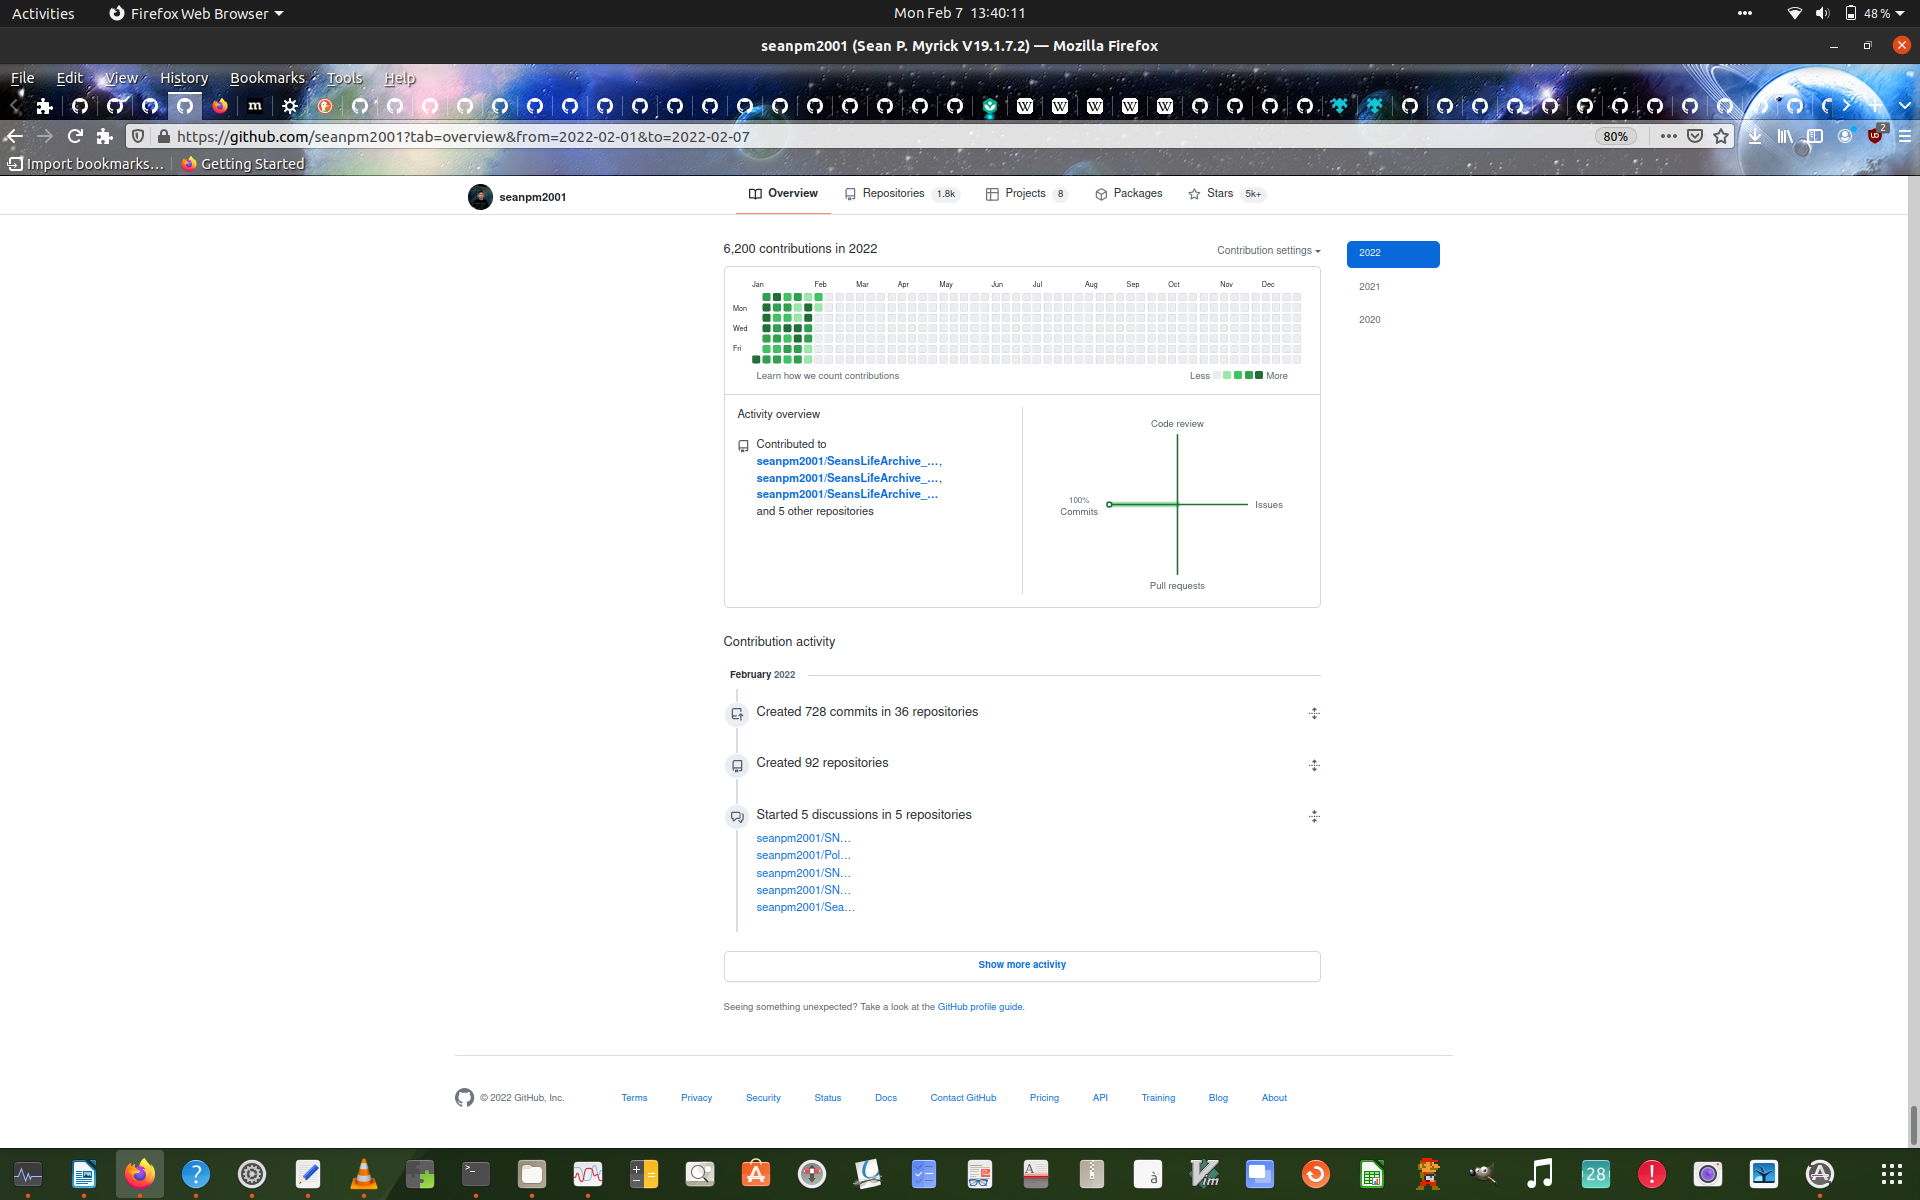 Activities
Firefox Web Browser
Mon Feb 7 13:40:11
48 %
seanpm2001 (Sean P. Myrick V19.1.7.2) — Mozilla Firefox
File Edit View History Bookmarks Tools Help
https://github.com/seanpm2001?tab=overview&from=2022-02-01&to=2022-02-07
80%
2
Import bookmarks…
Getting Started
seanpm2001
Overview
Repositories 1.8k
Projects 8
Packages
Stars 5k+
6,200 contributions in 2022
Contribution settings
2022
2021
2020
Jan Feb Mar Apr May Jun Jul Aug Sep Oct Nov Dec
Mon
Wed
Fri
Learn how we count contributions
Less
More
Activity overview
Contributed to
seanpm2001/SeansLifeArchive_…,
seanpm2001/SeansLifeArchive_…,
seanpm2001/SeansLifeArchive_…
and 5 other repositories
Code review
100%
Commits
Issues
Pull requests
Contribution activity
February 2022
Created 728 commits in 36 repositories
Created 92 repositories
Started 5 discussions in 5 repositories
seanpm2001/SN…
seanpm2001/Pol…
seanpm2001/SN…
seanpm2001/SN…
seanpm2001/Sea…
Show more activity
Seeing something unexpected? Take a look at the GitHub profile guide.
© 2022 GitHub, Inc.
Terms
Privacy
Security
Status
Docs
Contact GitHub
Pricing
API
Training
Blog
About
28